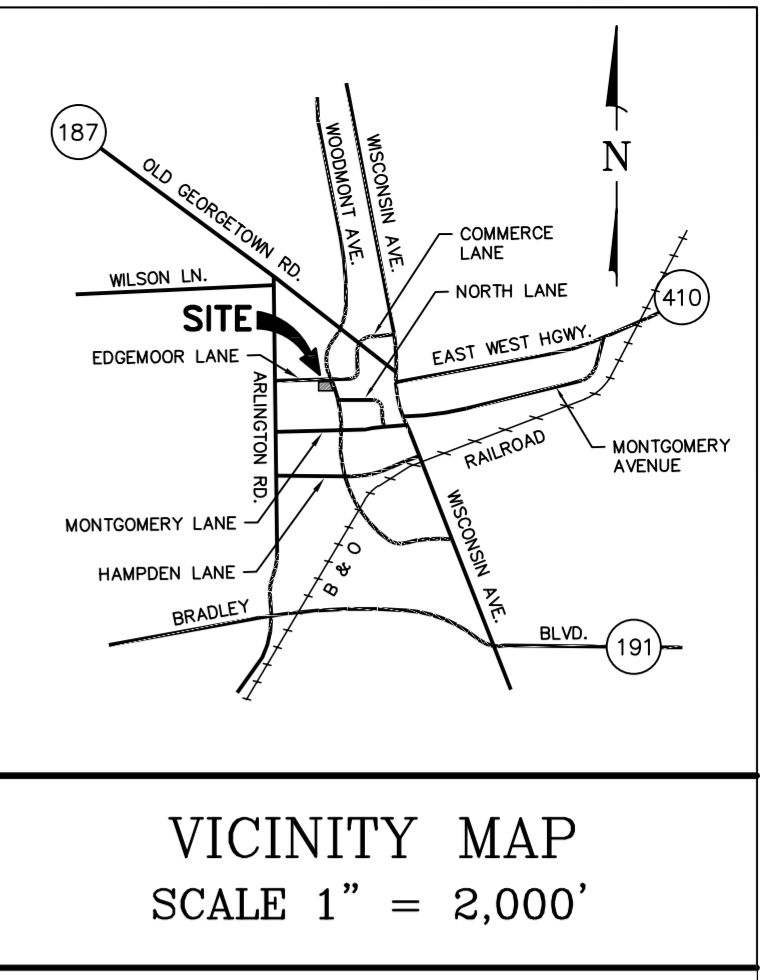 187
OLD GEORGETOWN RD.
WOODMONT AVE.
WISCONSIN AVE.
N
COMMERCE
LANE
NORTH LANE
WILSON LN.
410
SITE
EDGEMOOR LANE
EAST WEST HGWY.
ARLINGTON RD.
MONTGOMERY
AVENUE
RAILROAD
MONTGOMERY LANE
WISCONSIN AVE.
HAMPDEN LANE
B & O
BRADLEY
BLVD.
191
VICINITY MAP
SCALE 1" = 2,000'